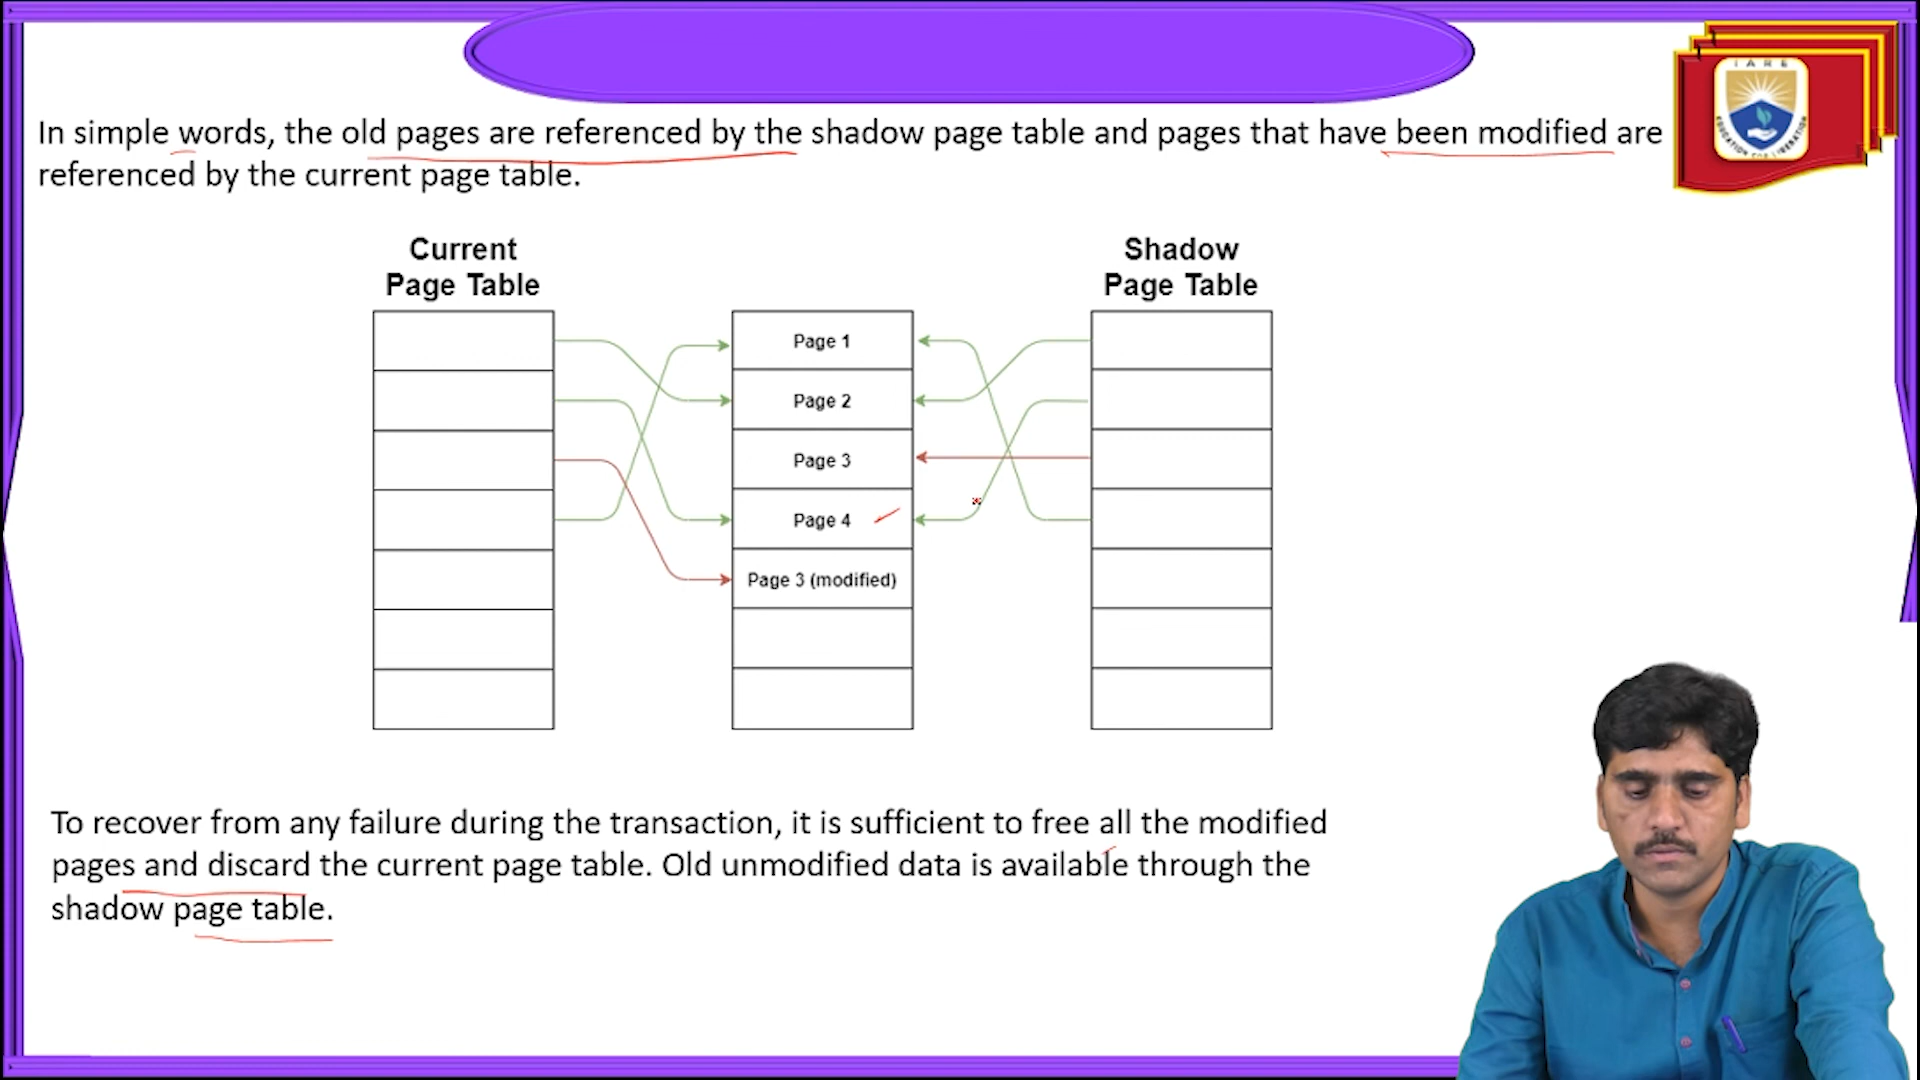 IARE
EDUCATION FOR LIBERATION
In simple words, the old pages are referenced by the shadow page table and pages that have been modified are
referenced by the current page table.
Current
Page Table
Shadow
Page Table
Page 1
Page 2
Page 3
Page 4
Page 3 (modified)
To recover from any failure during the transaction, it is sufficient to free all the modified
pages and discard the current page table. Old unmodified data is available through the
shadow page table.